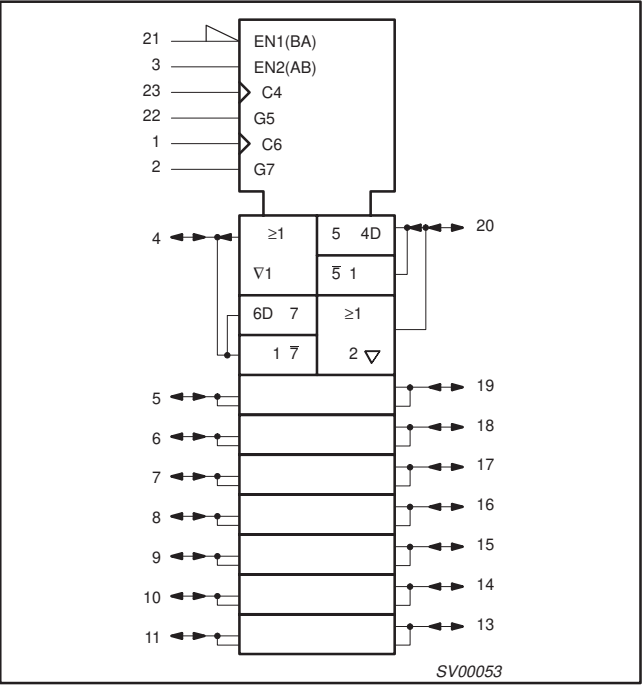 21 EN1(BA)
3 EN2(AB)
23 C4
22 G5
1 C6
2 G7
4 ≥1 5 4D 20
∇1 5̅ 1
6D 7 ≥1
1 7̅ 2 ▽
5 19
6 18
7 17
8 16
9 15
10 14
11 13
SV00053